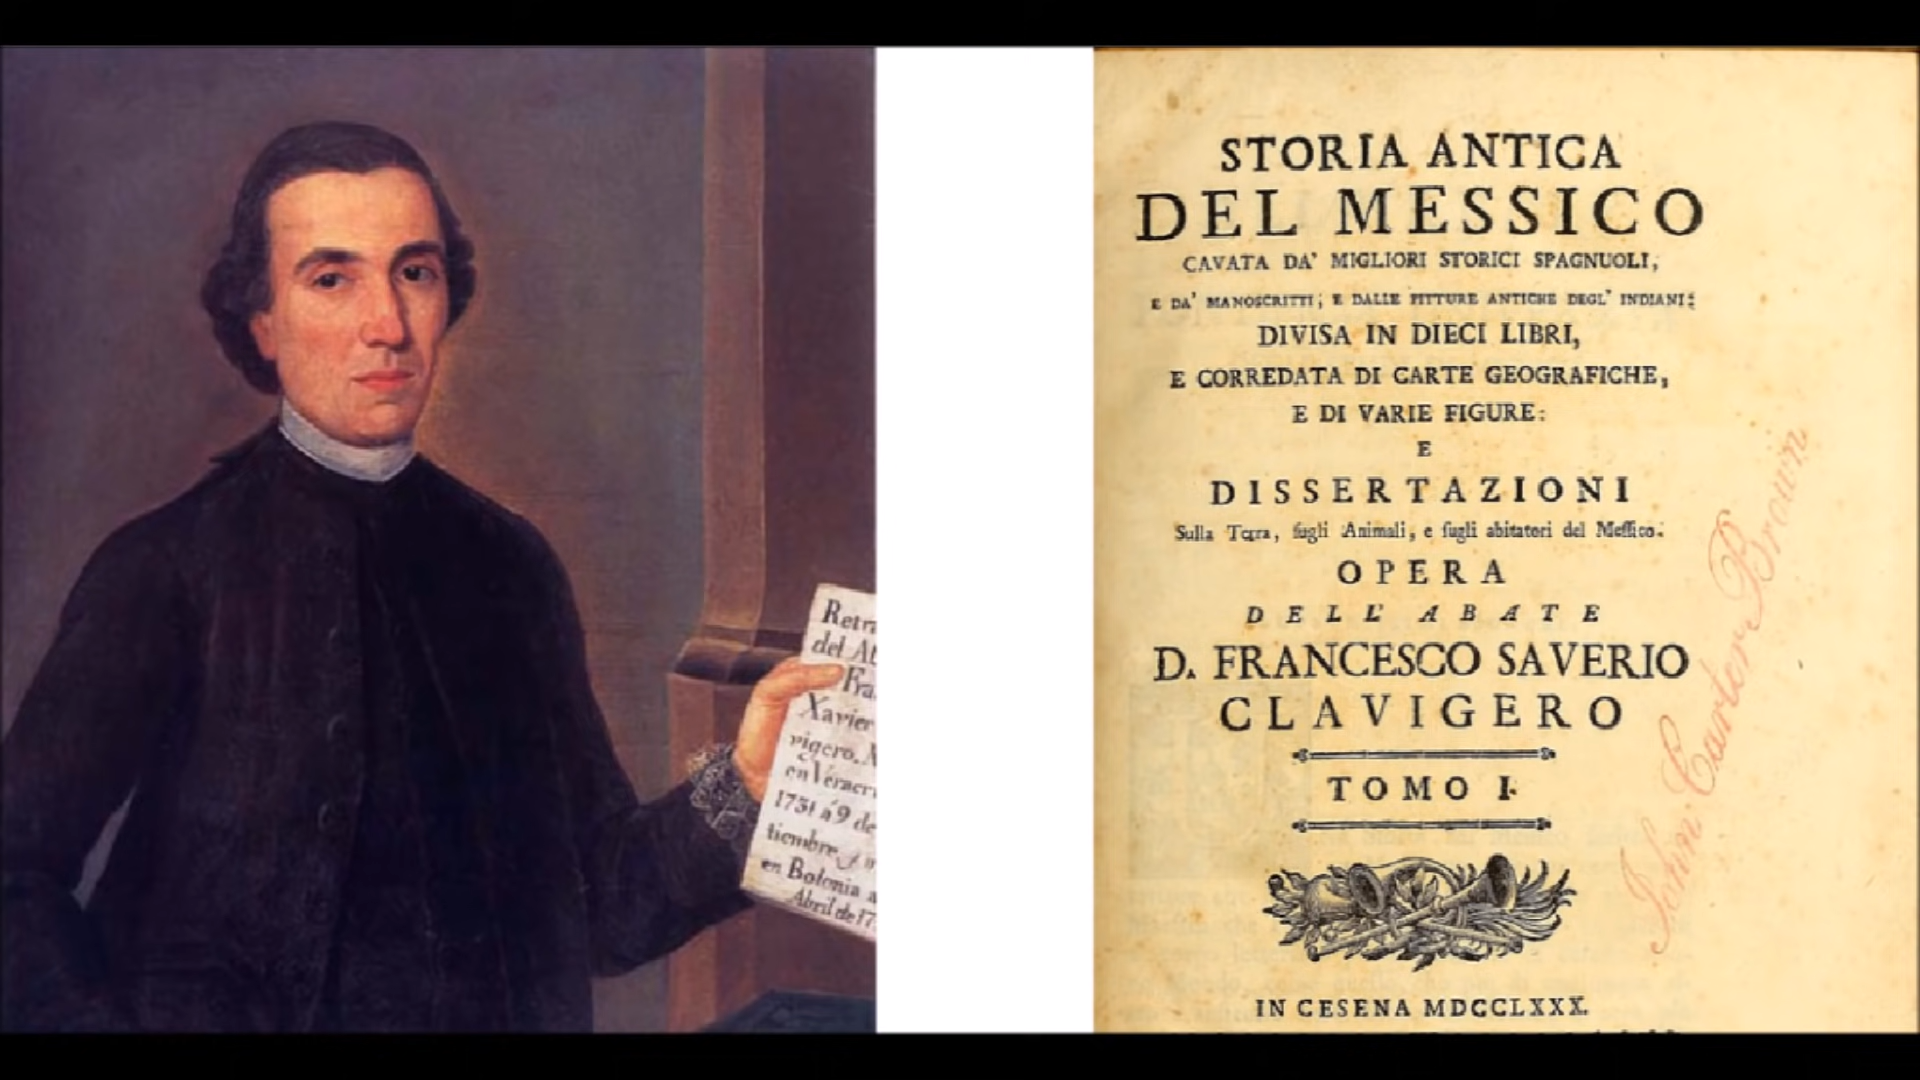 Retr
del Ab
Fra
Xavier
vigero. N
en Veracr
1731 á 9 de
tiembre y m
en Bolonia a
Abril de 17
STORIA ANTICA
DEL MESSICO
CAVATA DA' MIGLIORI STORICI SPAGNUOLI,
E DA' MANOSCRITTI; E DALLE PITTURE ANTICHE DEGL' INDIANI:
DIVISA IN DIECI LIBRI,
E CORREDATA DI CARTE GEOGRAFICHE,
E DI VARIE FIGURE:
E
DISSERTAZIONI
Sulla Terra, sugli Animali, e sugli abitatori del Messico.
OPERA
DELL' ABATE
D. FRANCESCO SAVERIO
CLAVIGERO
TOMO I.
IN CESENA MDCCLXXX.
John Carter Brown